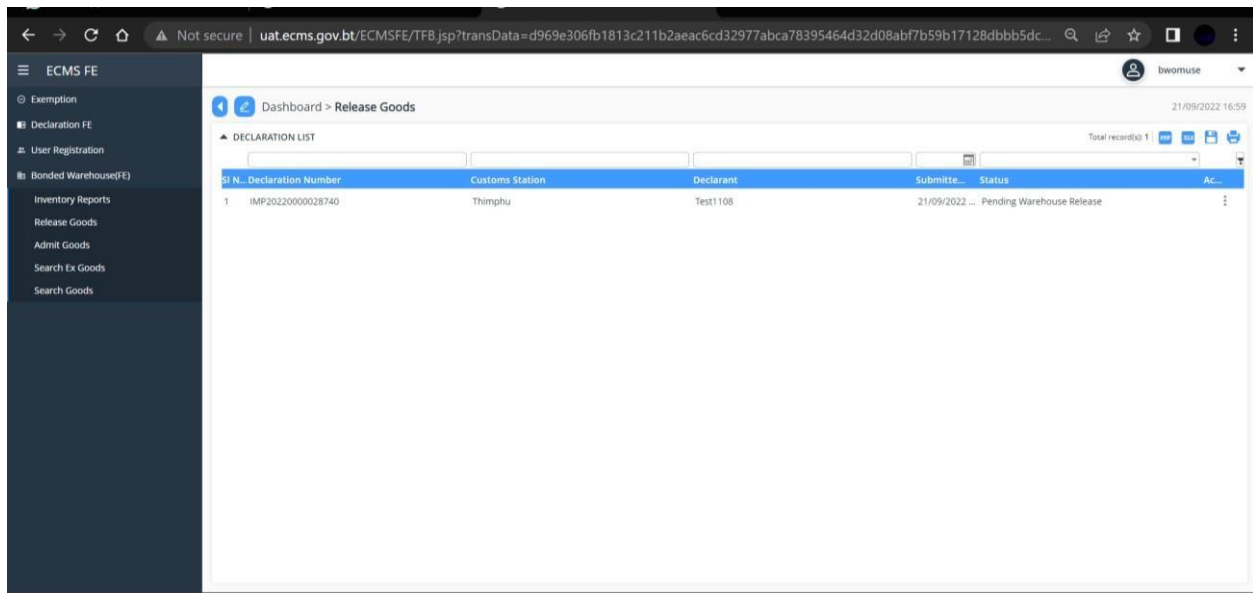 Not secure | uat.ecms.gov.bt/ECMSFE/TFB.jsp?transData=d969e306fb1813c211b2aeac6cd32977abca78395464d32d08abf7b59b17128dbbb5dc...
ECMS FE
bwomuse
Exemption
Declaration FE
User Registration
Bonded Warehouse(FE)
Inventory Reports
Release Goods
Admit Goods
Search Ex Goods
Search Goods
Dashboard > Release Goods
21/09/2022 16:59
DECLARATION LIST
Total record(s): 1
Sl N... Declaration Number Customs Station Declarant Submitte... Status Ac...
1 IMP20220000028740 Thimphu Test1108 21/09/2022 ... Pending Warehouse Release